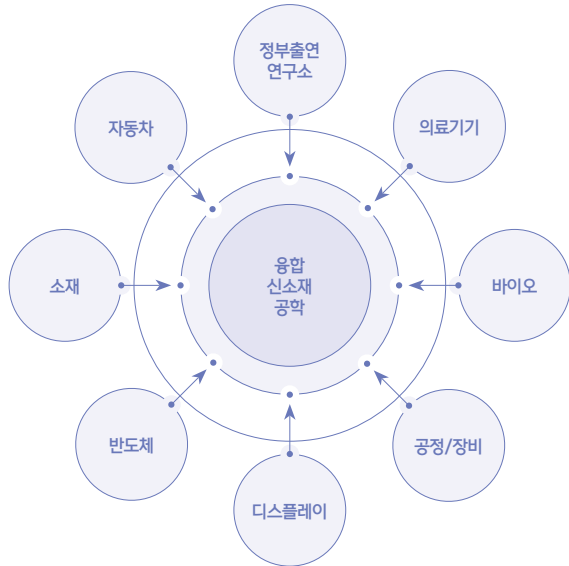 정부출연
연구소
자동차
의료기기
융합
신소재
공학
소재
바이오
반도체
공정/장비
디스플레이